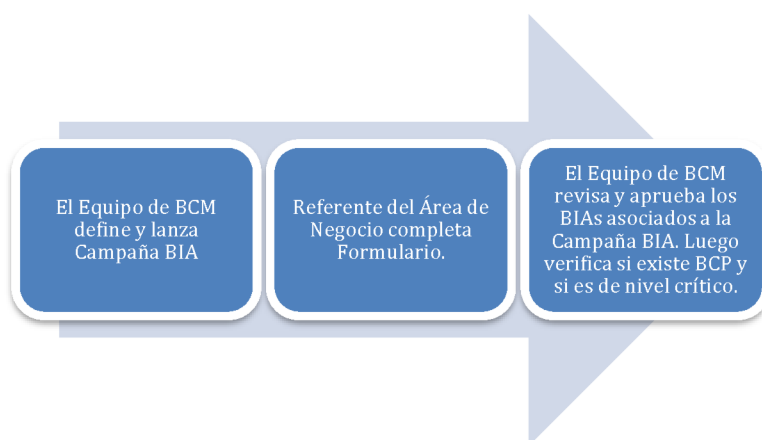 El Equipo de BCM
define y lanza
Campaña BIA
Referente del Área de
Negocio completa
Formulario.
El Equipo de BCM
revisa y aprueba los
BIAs asociados a la
Campaña BIA. Luego
verifica si existe BCP y
si es de nivel crítico.